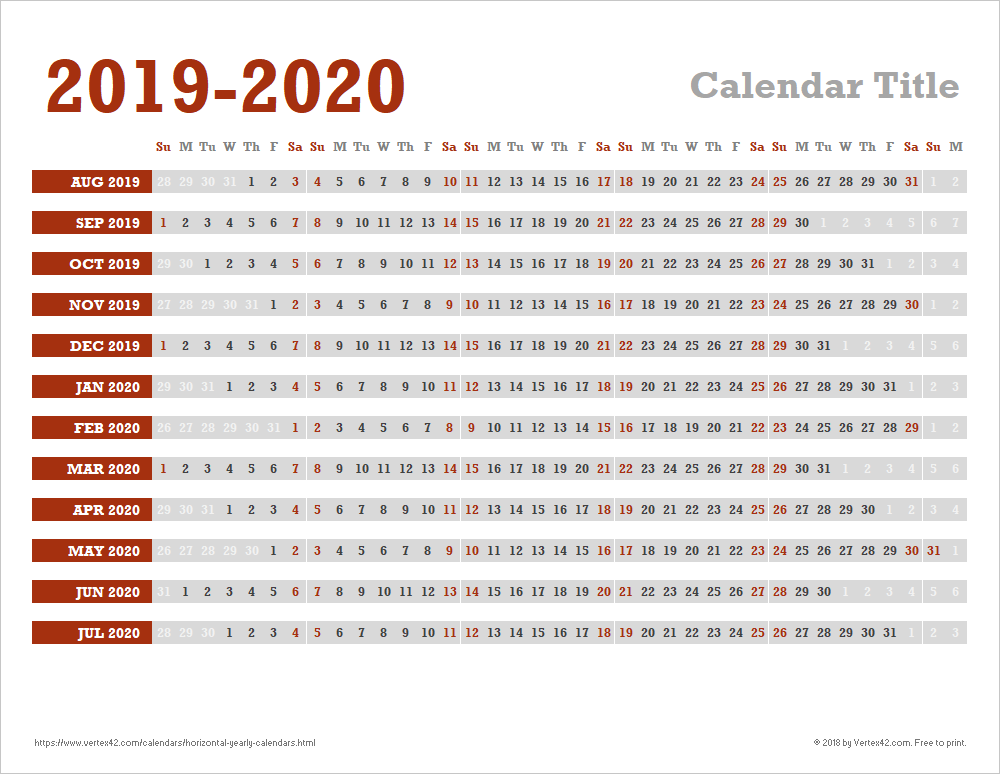 2019-2020 Calendar Title
Su M Tu W Th F Sa Su M Tu W Th F Sa Su M Tu W Th F Sa Su M Tu W Th F Sa Su M Tu W Th F Sa Su M
AUG 2019 28 29 30 31 1 2 3 4 5 6 7 8 9 10 11 12 13 14 15 16 17 18 19 20 21 22 23 24 25 26 27 28 29 30 31 1 2
SEP 2019 1 2 3 4 5 6 7 8 9 10 11 12 13 14 15 16 17 18 19 20 21 22 23 24 25 26 27 28 29 30 1 2 3 4 5 6 7
OCT 2019 29 30 1 2 3 4 5 6 7 8 9 10 11 12 13 14 15 16 17 18 19 20 21 22 23 24 25 26 27 28 29 30 31 1 2 3 4
NOV 2019 27 28 29 30 31 1 2 3 4 5 6 7 8 9 10 11 12 13 14 15 16 17 18 19 20 21 22 23 24 25 26 27 28 29 30 1 2
DEC 2019 1 2 3 4 5 6 7 8 9 10 11 12 13 14 15 16 17 18 19 20 21 22 23 24 25 26 27 28 29 30 31 1 2 3 4 5 6
JAN 2020 29 30 31 1 2 3 4 5 6 7 8 9 10 11 12 13 14 15 16 17 18 19 20 21 22 23 24 25 26 27 28 29 30 31 1 2 3
FEB 2020 26 27 28 29 30 31 1 2 3 4 5 6 7 8 9 10 11 12 13 14 15 16 17 18 19 20 21 22 23 24 25 26 27 28 29 1 2
MAR 2020 1 2 3 4 5 6 7 8 9 10 11 12 13 14 15 16 17 18 19 20 21 22 23 24 25 26 27 28 29 30 31 1 2 3 4 5 6
APR 2020 29 30 31 1 2 3 4 5 6 7 8 9 10 11 12 13 14 15 16 17 18 19 20 21 22 23 24 25 26 27 28 29 30 1 2 3 4
MAY 2020 26 27 28 29 30 1 2 3 4 5 6 7 8 9 10 11 12 13 14 15 16 17 18 19 20 21 22 23 24 25 26 27 28 29 30 31 1
JUN 2020 31 1 2 3 4 5 6 7 8 9 10 11 12 13 14 15 16 17 18 19 20 21 22 23 24 25 26 27 28 29 30 1 2 3 4 5 6
JUL 2020 28 29 30 1 2 3 4 5 6 7 8 9 10 11 12 13 14 15 16 17 18 19 20 21 22 23 24 25 26 27 28 29 30 31 1 2 3
https://www.vertex42.com/calendars/horizontal-yearly-calendars.html © 2018 by Vertex42.com. Free to print.